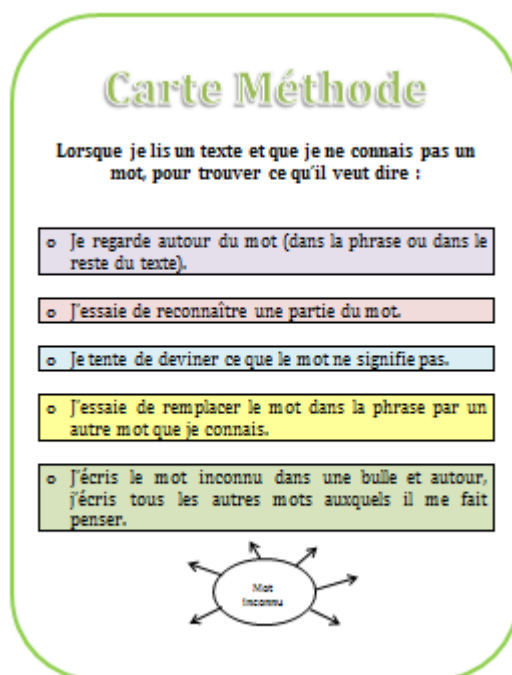 Carte Méthode
Lorsque je lis un texte et que je ne connais pas un
mot, pour trouver ce qu'il veut dire :
o Je regarde autour du mot (dans la phrase ou dans le
reste du texte).
o J'essaie de reconnaître une partie du mot.
o Je tente de deviner ce que le mot ne signifie pas.
o J'essaie de remplacer le mot dans la phrase par un
autre mot que je connais.
o J'écris le mot inconnu dans une bulle et autour,
j'écris tous les autres mots auxquels il me fait
penser.
Mot
inconnu